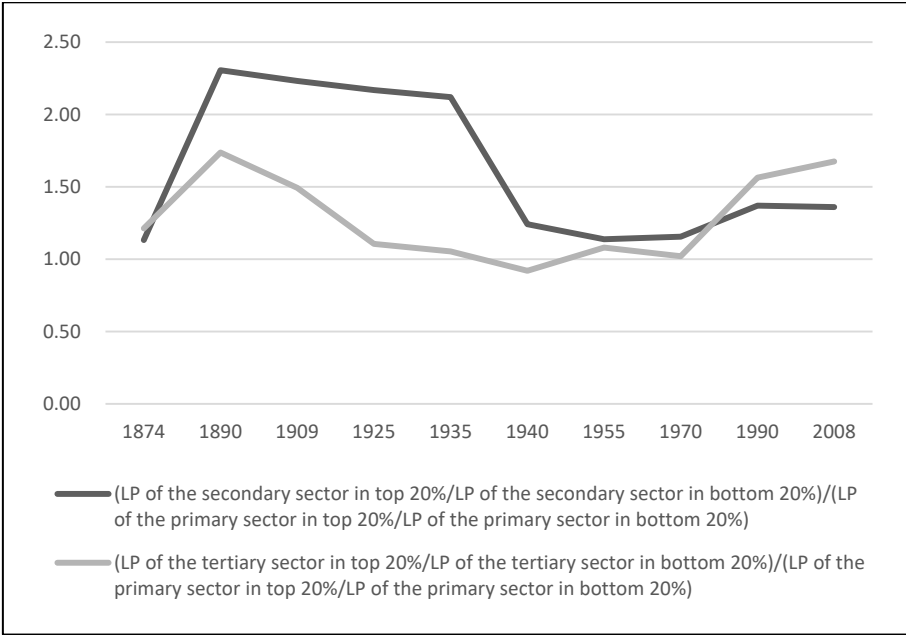 2.50
2.00
1.50
1.00
0.50
0.00
1874 1890 1909 1925 1935 1940 1955 1970 1990 2008
(LP of the secondary sector in top 20%/LP of the secondary sector in bottom 20%)/(LP
of the primary sector in top 20%/LP of the primary sector in bottom 20%)
(LP of the tertiary sector in top 20%/LP of the tertiary sector in bottom 20%)/(LP of the
primary sector in top 20%/LP of the primary sector in bottom 20%)